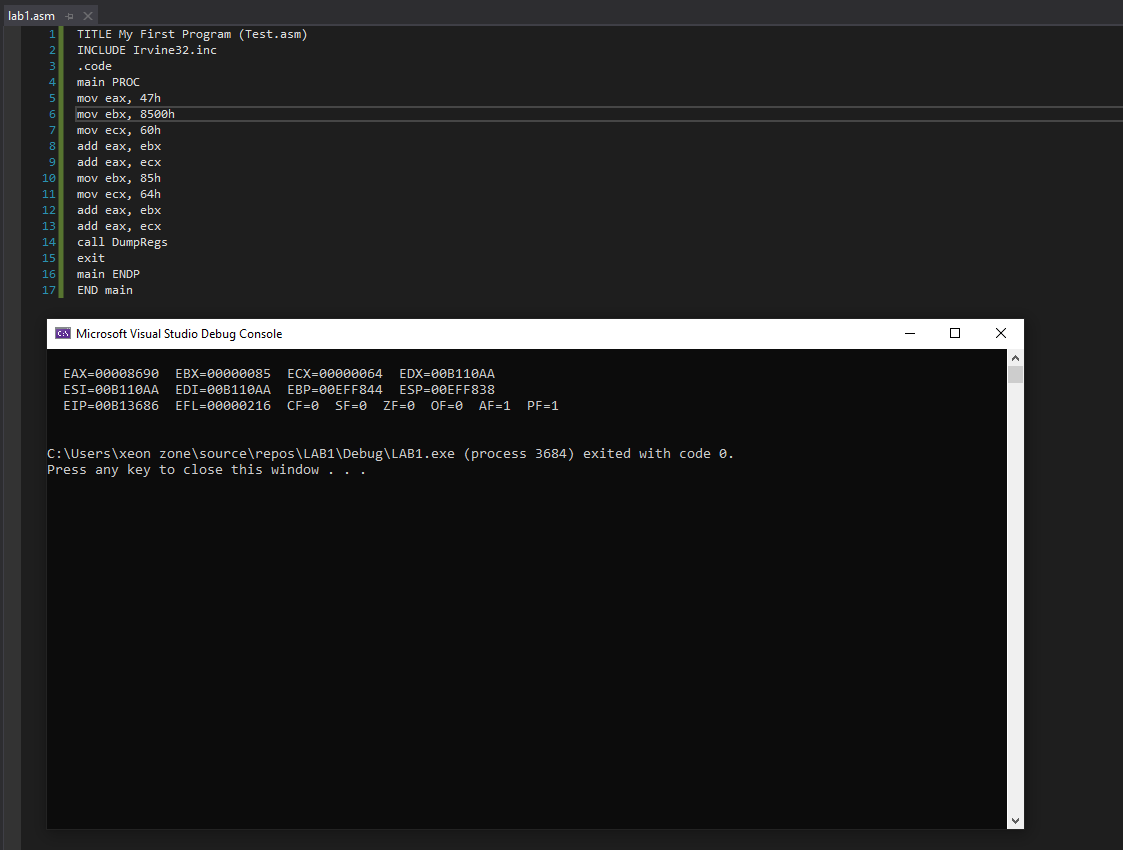 lab1.asm
1 TITLE My First Program (Test.asm)
2 INCLUDE Irvine32.inc
3 .code
4 main PROC
5 mov eax, 47h
6 mov ebx, 8500h
7 mov ecx, 60h
8 add eax, ebx
9 add eax, ecx
10 mov ebx, 85h
11 mov ecx, 64h
12 add eax, ebx
13 add eax, ecx
14 call DumpRegs
15 exit
16 main ENDP
17 END main
C:\ Microsoft Visual Studio Debug Console
EAX=00008690 EBX=00000085 ECX=00000064 EDX=00B110AA
ESI=00B110AA EDI=00B110AA EBP=00EFF844 ESP=00EFF838
EIP=00B13686 EFL=00000216 CF=0 SF=0 ZF=0 OF=0 AF=1 PF=1
C:\Users\xeon zone\source\repos\LAB1\Debug\LAB1.exe (process 3684) exited with code 0.
Press any key to close this window . . .